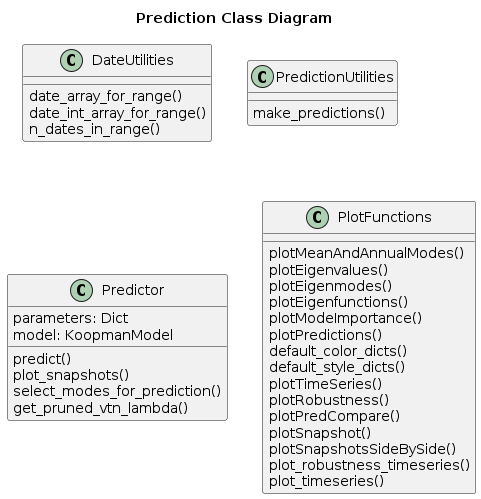 Prediction Class Diagram
C DateUtilities
date_array_for_range()
date_int_array_for_range()
n_dates_in_range()
C PredictionUtilities
make_predictions()
C Predictor
parameters: Dict
model: KoopmanModel
predict()
plot_snapshots()
select_modes_for_prediction()
get_pruned_vtn_lambda()
C PlotFunctions
plotMeanAndAnnualModes()
plotEigenvalues()
plotEigenmodes()
plotEigenfunctions()
plotModeImportance()
plotPredictions()
default_color_dicts()
default_style_dicts()
plotTimeSeries()
plotRobustness()
plotPredCompare()
plotSnapshot()
plotSnapshotsSideBySide()
plot_robustness_timeseries()
plot_timeseries()